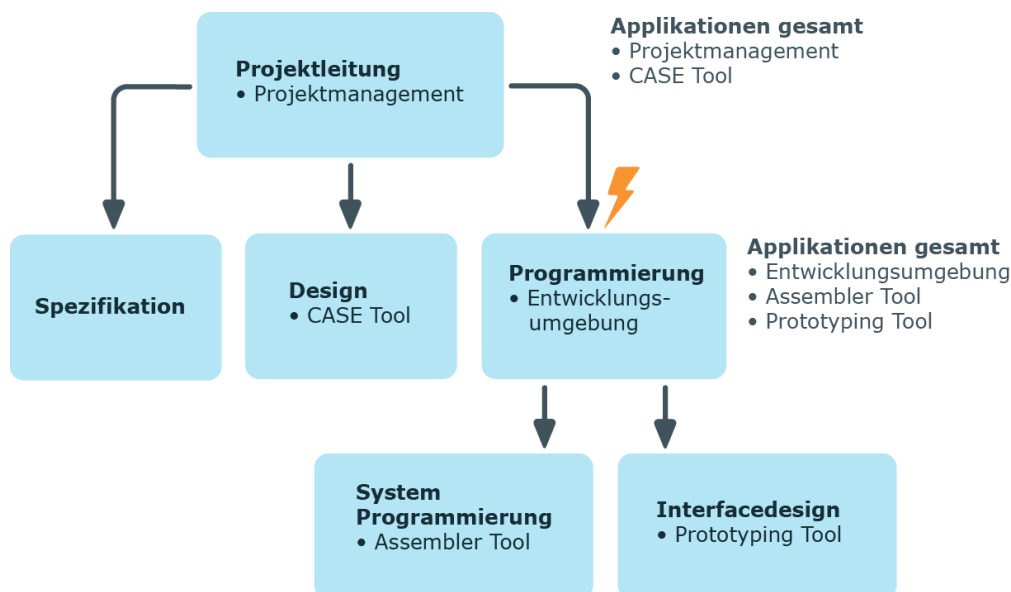 Projektleitung
• Projektmanagement
Applikationen gesamt
• Projektmanagement
• CASE Tool
Spezifikation
Design
• CASE Tool
Programmierung
• Entwicklungs-
umgebung
Applikationen gesamt
• Entwicklungsumgebung
• Assembler Tool
• Prototyping Tool
System
Programmierung
• Assembler Tool
Interfacedesign
• Prototyping Tool